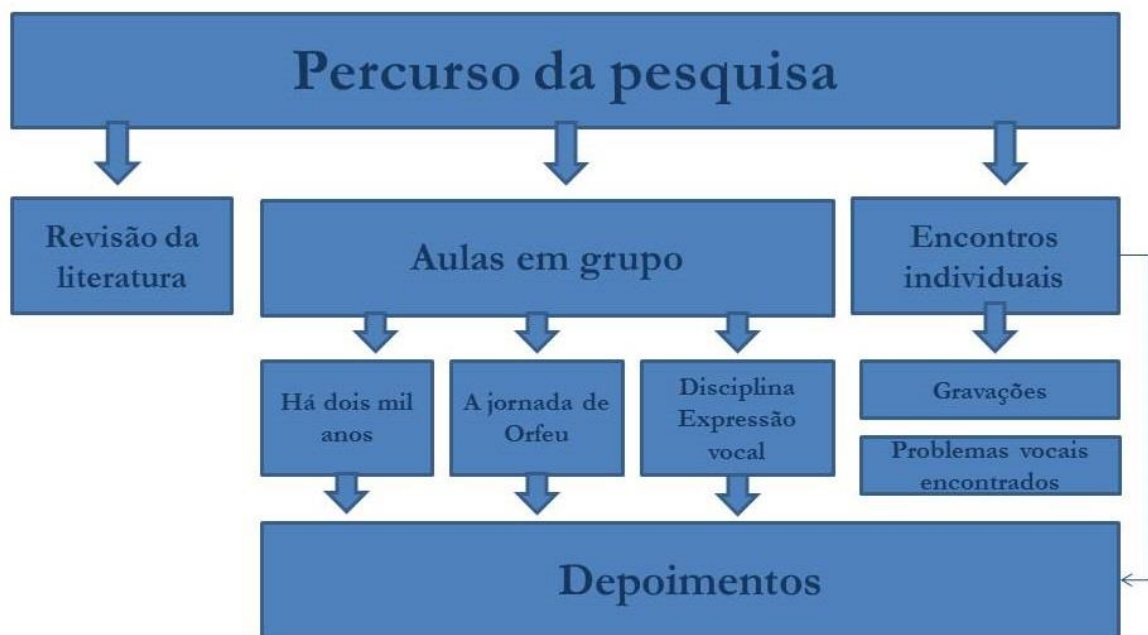 Percurso da pesquisa
Revisão da
literatura
Aulas em grupo
Encontros
individuais
Há dois mil
anos
A jornada de
Orfeu
Disciplina
Expressão
vocal
Gravações
Problemas vocais
encontrados
Depoimentos